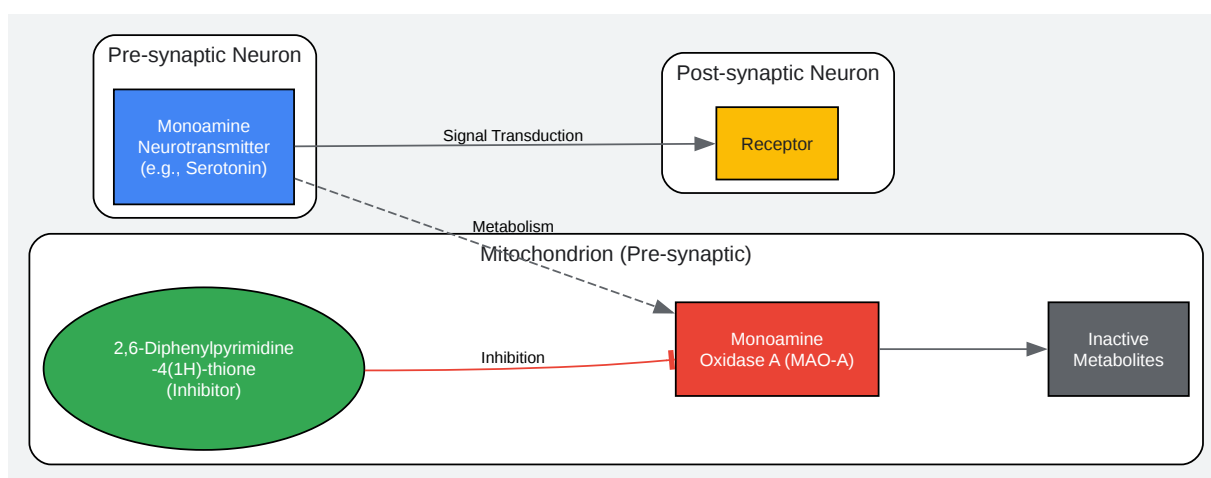 Pre-synaptic Neuron
Monoamine
Neurotransmitter
(e.g., Serotonin)
Signal Transduction
Post-synaptic Neuron
Receptor
Metabolism
Mitochondrion (Pre-synaptic)
2,6-Diphenylpyrimidine
-4(1H)-thione
(Inhibitor)
Inhibition
Monoamine
Oxidase A (MAO-A)
Inactive
Metabolites